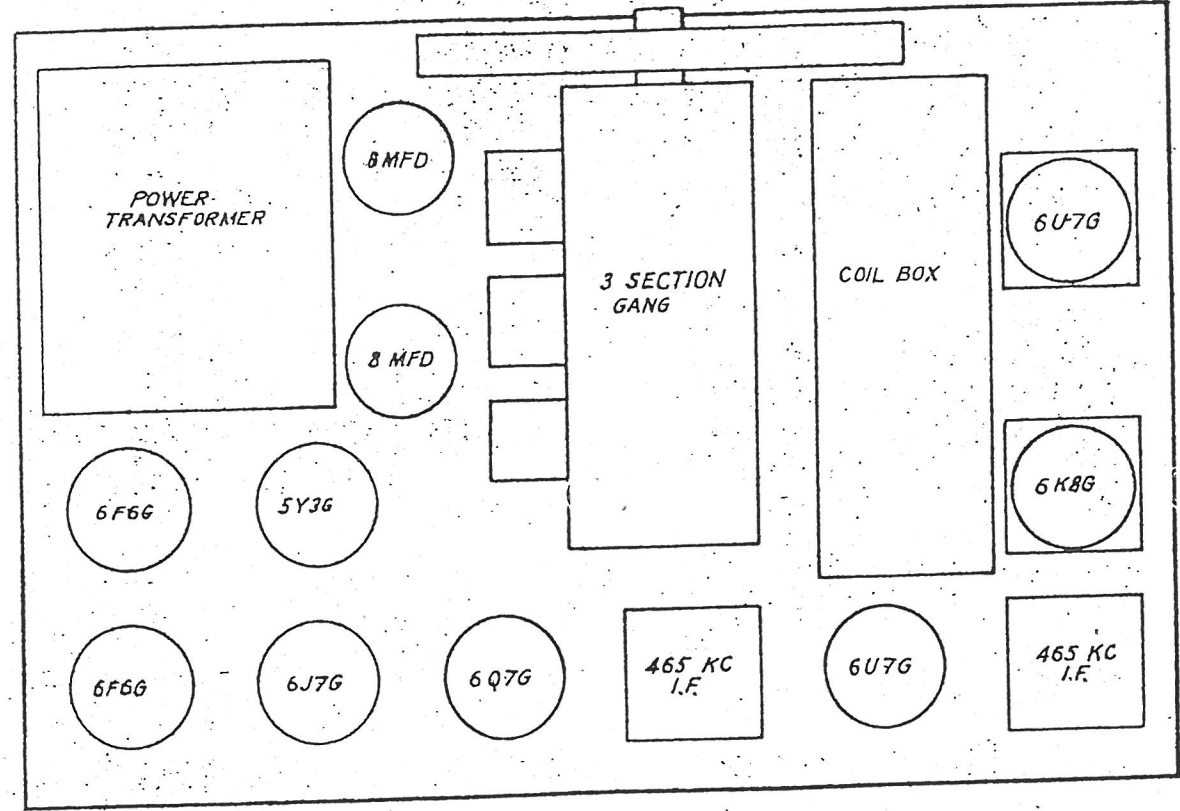 POWER-
TRANSFORMER
8 MFD
8 MFD
3 SECTION
GANG
COIL BOX
6U7G
6K8G
6F6G
5Y3G
6F6G
6J7G
6Q7G
465 KC
I.F.
6U7G
465 KC
I.F.